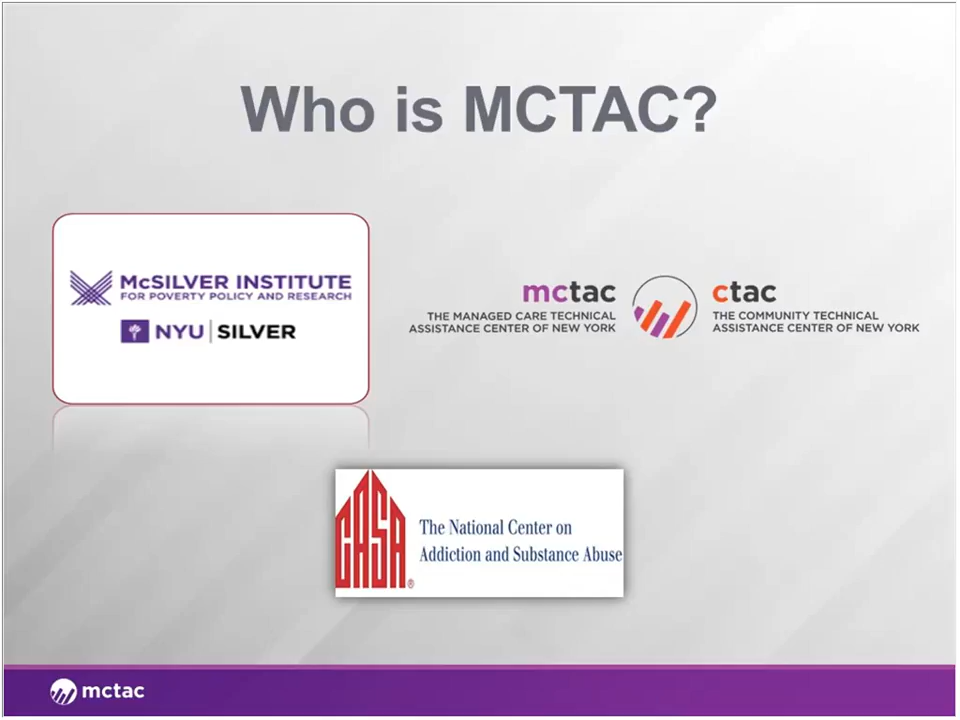 Who is MCTAC?
McSILVER INSTITUTE
FOR POVERTY POLICY AND RESEARCH
NYU SILVER
mctac
THE MANAGED CARE TECHNICAL
ASSISTANCE CENTER OF NEW YORK
ctac
THE COMMUNITY TECHNICAL
ASSISTANCE CENTER OF NEW YORK
CASA®
The National Center on
Addiction and Substance Abuse
mctac